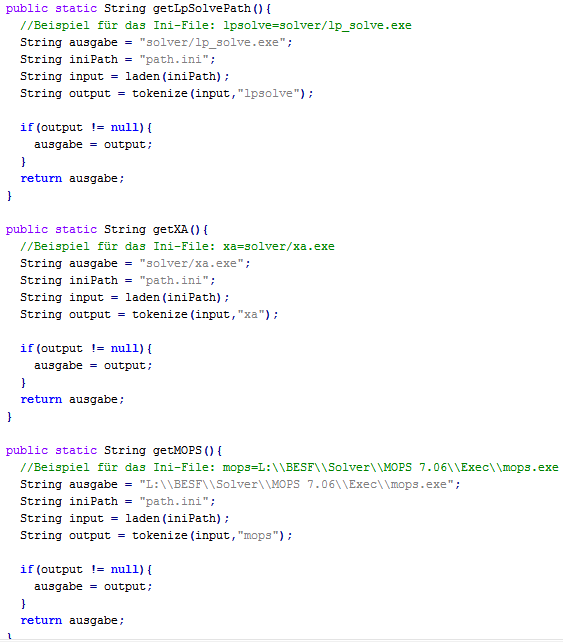 public static String getLpSolvePath(){
//Beispiel für das Ini-File: lpsolve=solver/lp_solve.exe
String ausgabe = "solver/lp_solve.exe";
String iniPath = "path.ini";
String input = laden(iniPath);
String output = tokenize(input,"lpsolve");
if(output != null){
ausgabe = output;
}
return ausgabe;
}
public static String getXA(){
//Beispiel für das Ini-File: xa=solver/xa.exe
String ausgabe = "solver/xa.exe";
String iniPath = "path.ini";
String input = laden(iniPath);
String output = tokenize(input,"xa");
if(output != null){
ausgabe = output;
}
return ausgabe;
}
public static String getMOPS(){
//Beispiel für das Ini-File: mops=L:\\BESF\\Solver\\MOPS 7.06\\Exec\\mops.exe
String ausgabe = "L:\\BESF\\Solver\\MOPS 7.06\\Exec\\mops.exe";
String iniPath = "path.ini";
String input = laden(iniPath);
String output = tokenize(input,"mops");
if(output != null){
ausgabe = output;
}
return ausgabe;
}